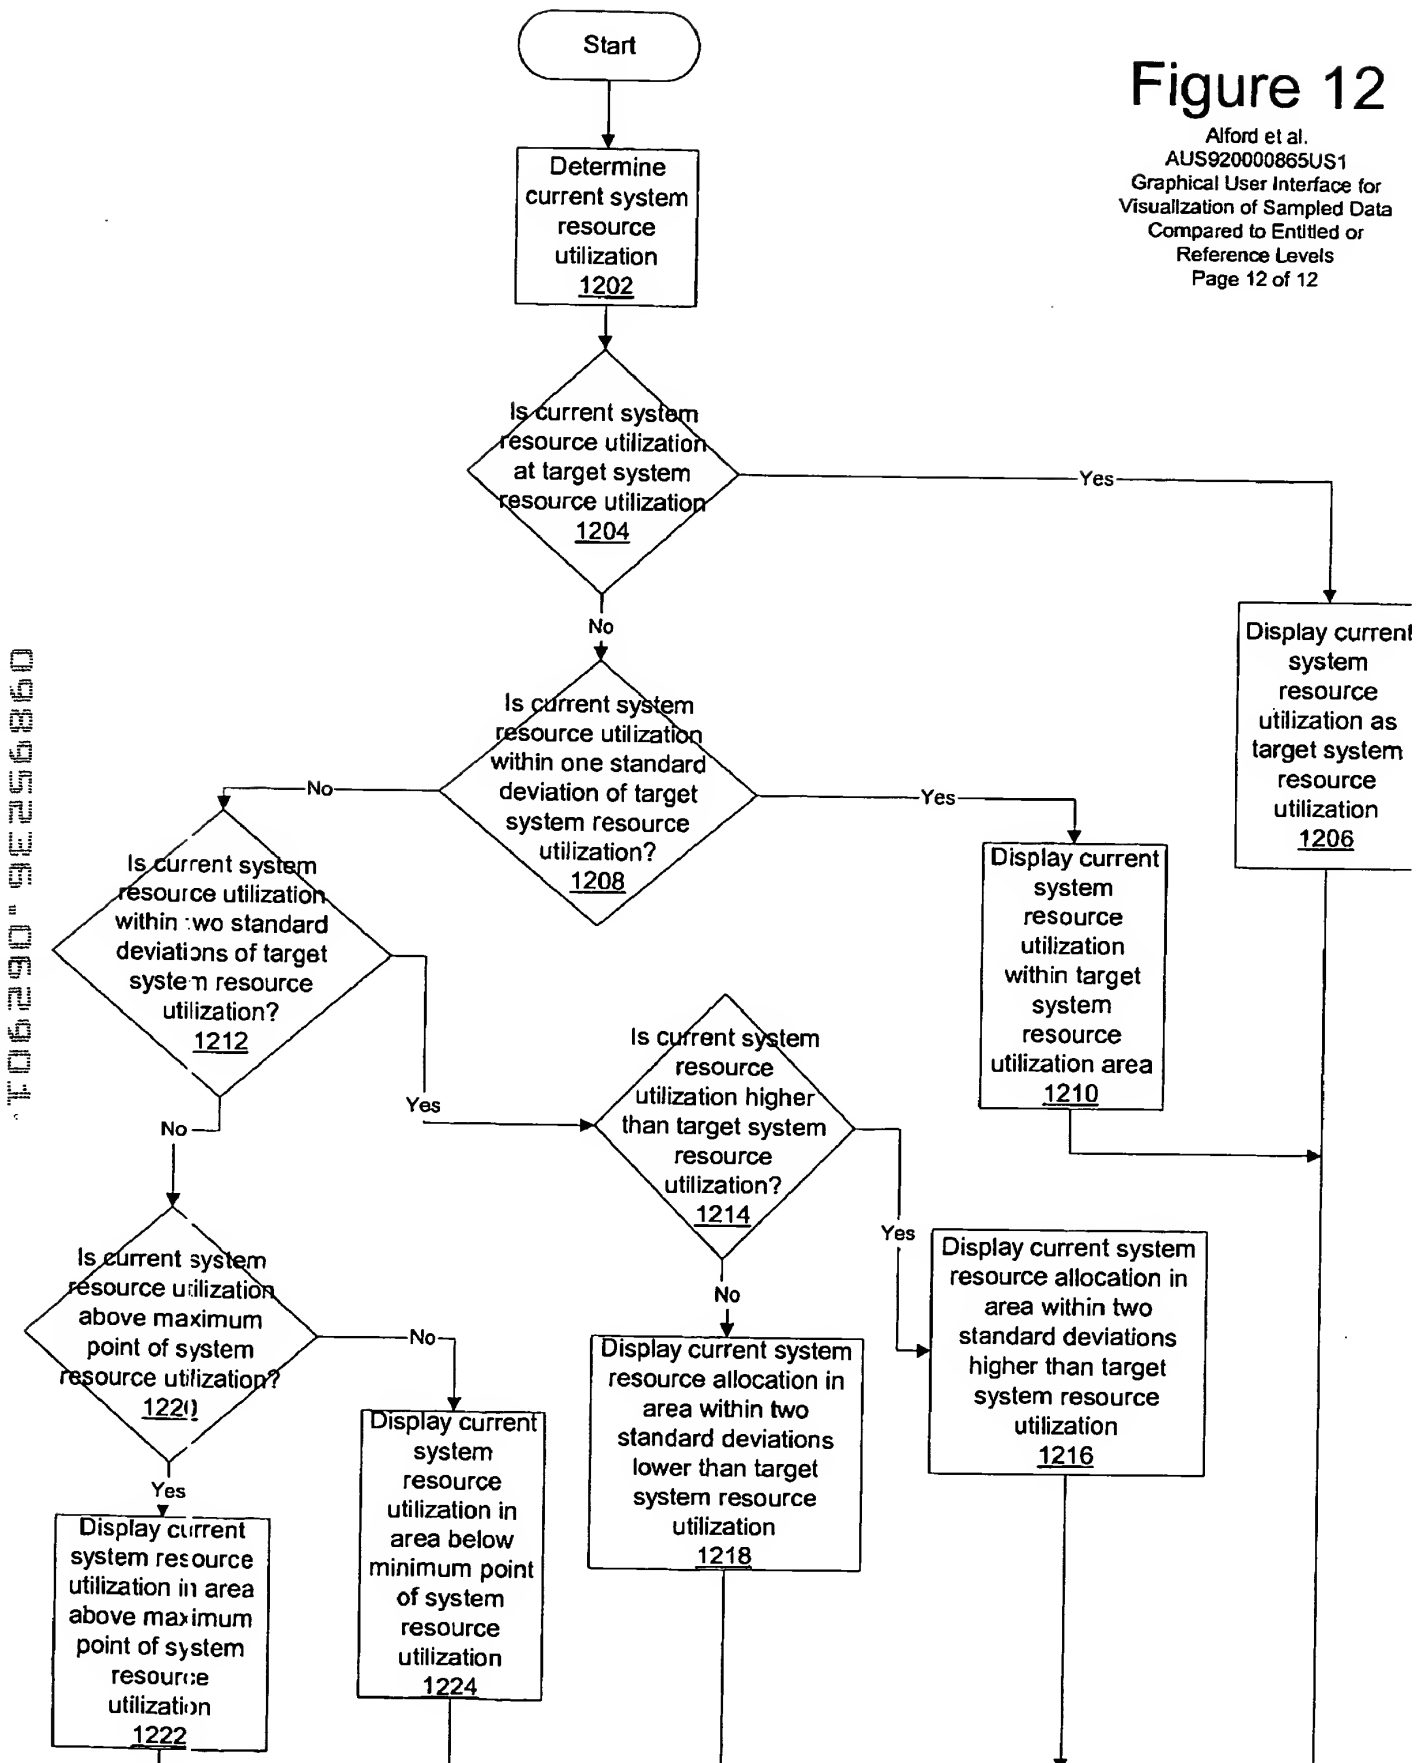 Start
Figure 12
Alford et al.
AUS920000865US1
Graphical User Interface for
Visualization of Sampled Data
Compared to Entitled or
Reference Levels
Page 12 of 12
Determine
current system
resource
utilization
1202
Is current system
resource utilization
at target system
resource utilization
1204
Yes
No
Display current
system
resource
utilization as
target system
resource
utilization
1206
Is current system
resource utilization
within one standard
deviation of target
system resource
utilization?
1208
No
Yes
Is current system
resource utilization
within two standard
deviations of target
system resource
utilization?
1212
Display current
system
resource
utilization
within target
system
resource
utilization area
1210
Yes
No
Is current system
resource
utilization higher
than target system
resource
utilization?
1214
Yes
No
Is current system
resource utilization
above maximum
point of system
resource utilization?
1220
No
Yes
Display current system
resource allocation in
area within two
standard deviations
higher than target
system resource
utilization
1216
Display current system
resource allocation in
area within two
standard deviations
lower than target
system resource
utilization
1218
Display current
system
resource
utilization in
area below
minimum point
of system
resource
utilization
1224
Display current
system resource
utilization in area
above maximum
point of system
resource
utilization
1222
09895236.062901